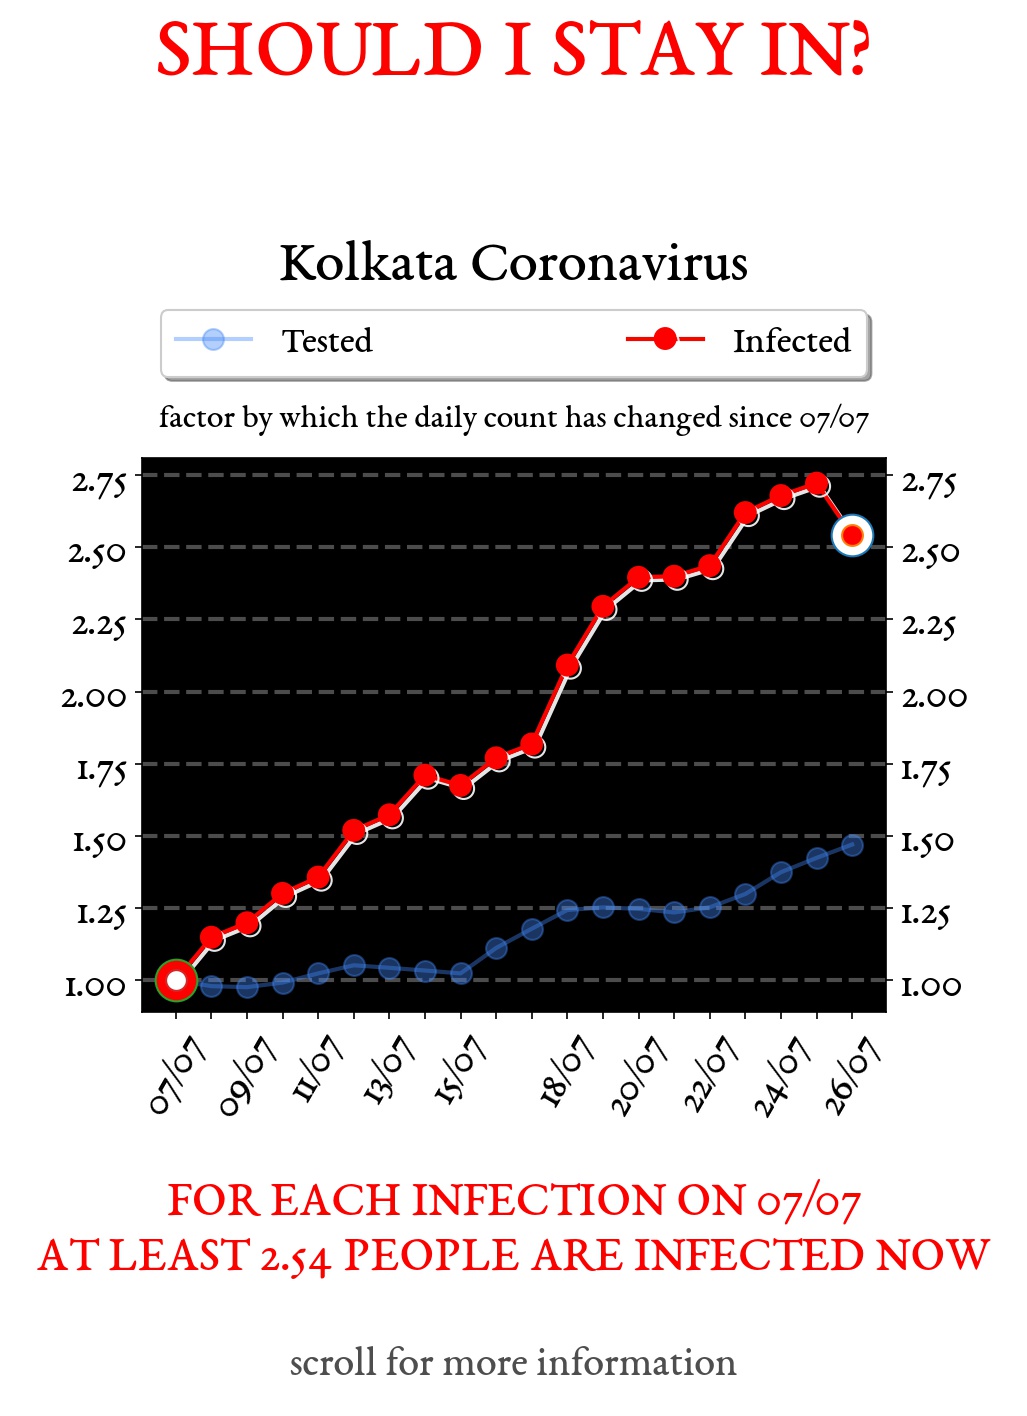 SHOULD I STAY IN?
Kolkata Coronavirus
Tested Infected
factor by which the daily count has changed since 07/07
2.75 2.75
2.50 2.50
2.25 2.25
2.00 2.00
1.75 1.75
1.50 1.50
1.25 1.25
1.00 1.00
07/07 09/07 11/07 13/07 15/07 18/07 20/07 22/07 24/07 26/07
FOR EACH INFECTION ON 07/07
AT LEAST 2.54 PEOPLE ARE INFECTED NOW
scroll for more information